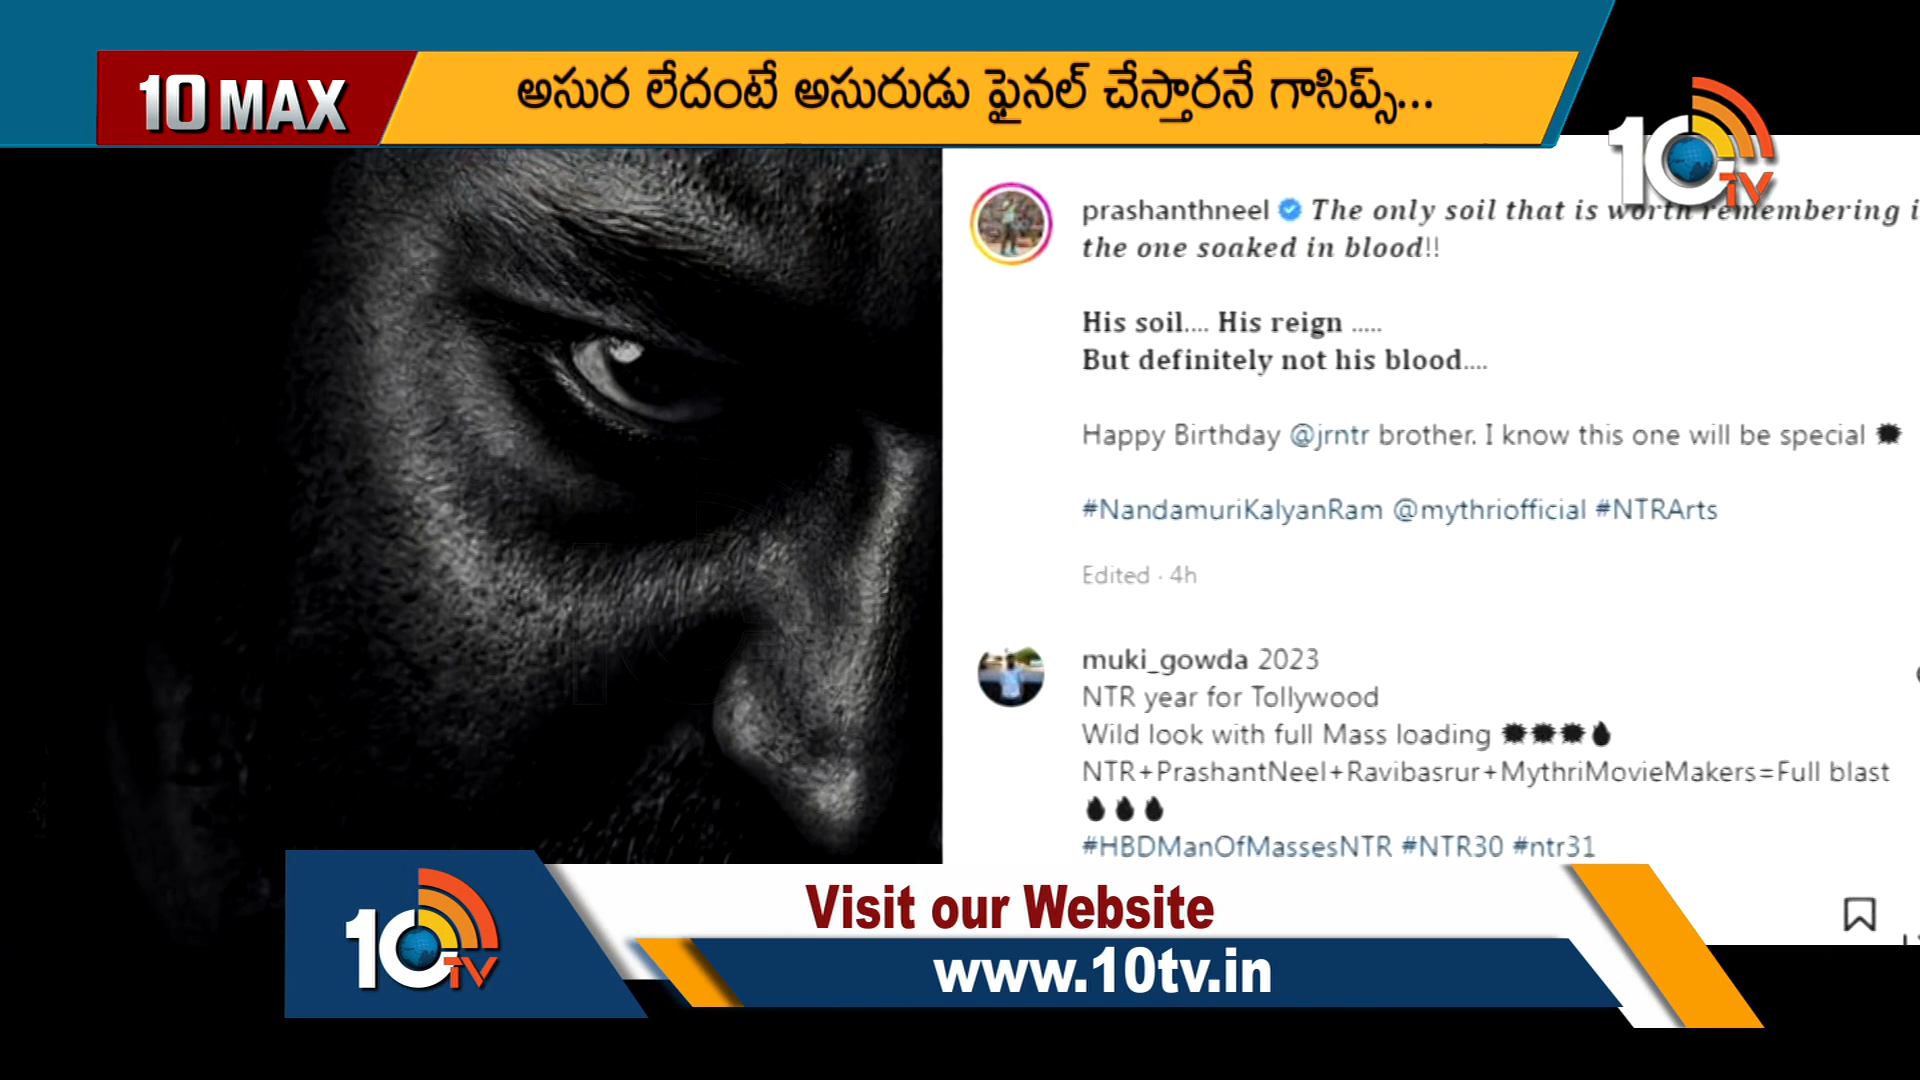 10 MAX
అసుర లేదంటే అసురుడు ఫైనల్ చేస్తారనే గాసిప్స్...
10TV
prashanthneel The only soil that is worth remembering
the one soaked in blood!!
His soil.... His reign .....
But definitely not his blood....
Happy Birthday @jrntr brother. I know this one will be special
#NandamuriKalyanRam @mythriofficial #NTRArts
Edited · 4h
muki_gowda 2023
NTR year for Tollywood
Wild look with full Mass loading
NTR+PrashantNeel+Ravibasrur+MythriMovieMakers=Full blast
#HBDManOfMassesNTR #NTR30 #ntr31
10TV
Visit our Website
www.10tv.in